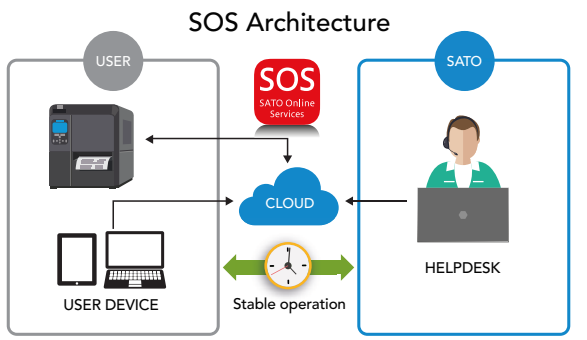 SOS Architecture
USER
SATO
SOS
SATO Online
Services
CLOUD
USER DEVICE
Stable operation
HELPDESK